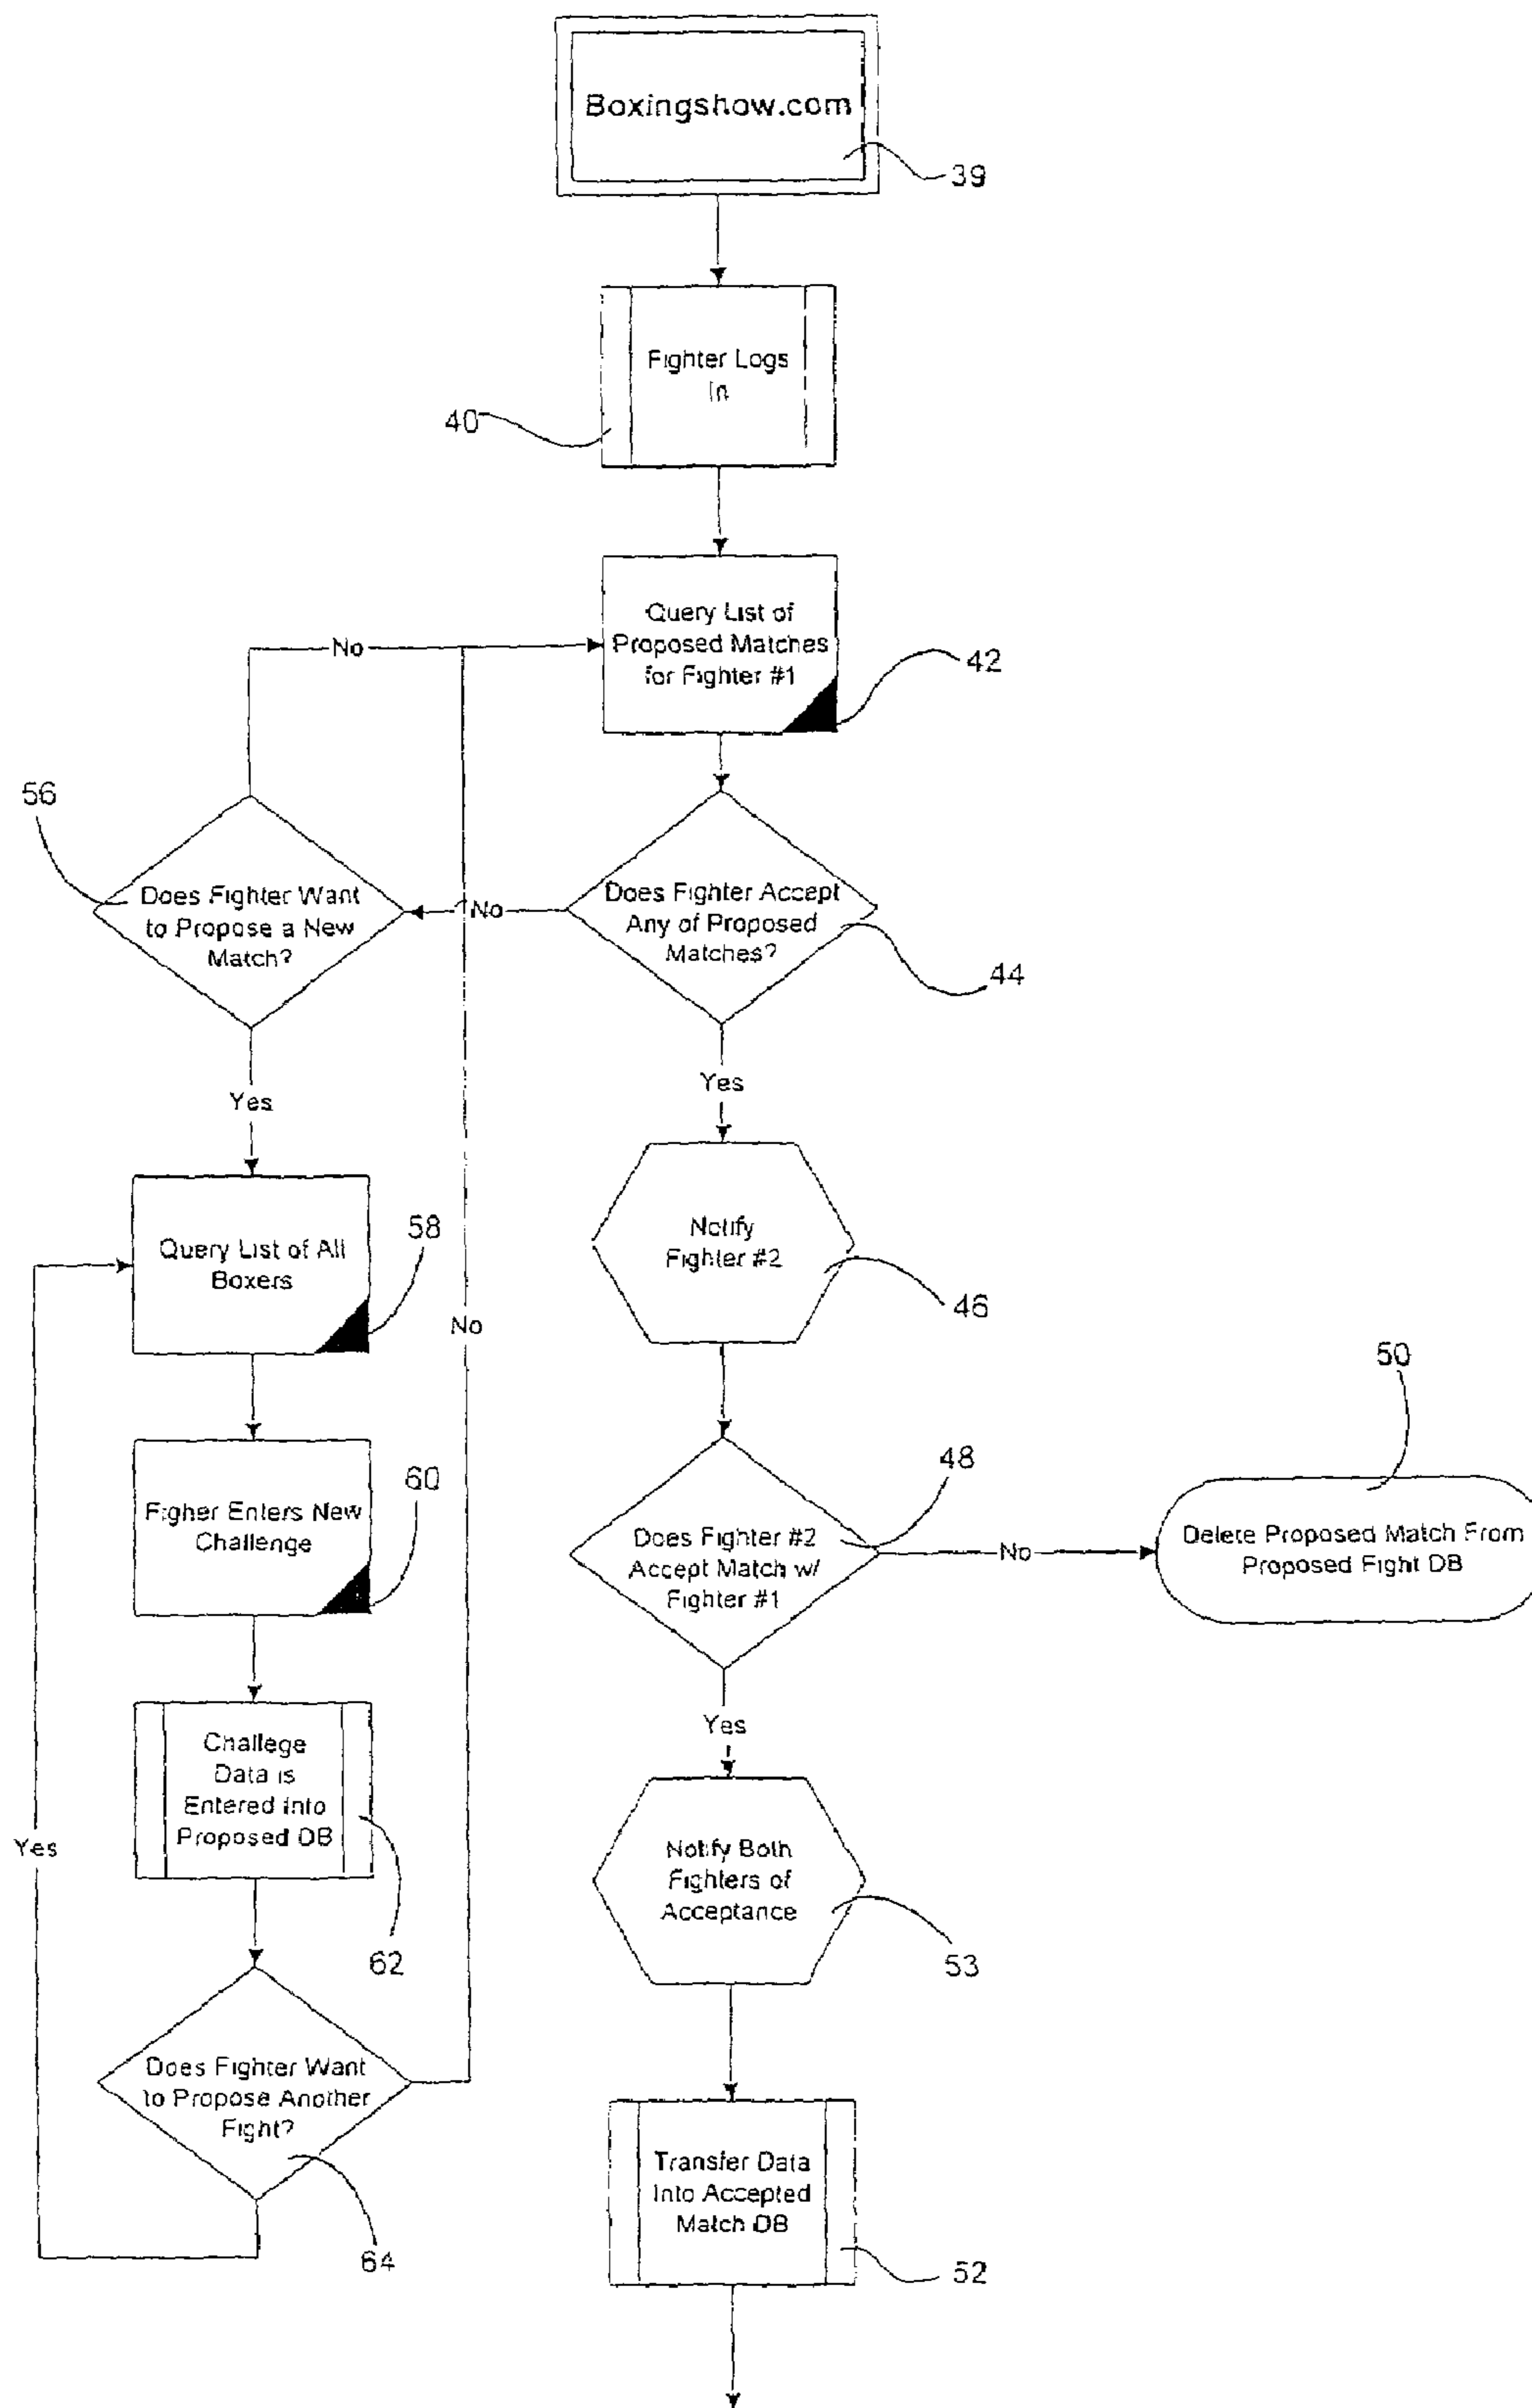 Boxingshow.com
39
Fighter Logs
In
40
Query List of
Proposed Matches
for Fighter #1
42
No
56
Does Fighter Want
to Propose a New
Match?
No
Does Fighter Accept
Any of Proposed
Matches?
44
Yes
Yes
Query List of All
Boxers
58
No
Notify
Fighter #2
46
50
Figher Enters New
Challenge
60
Does Fighter #2
Accept Match w/
Fighter #1
48
No
Delete Proposed Match From
Proposed Fight DB
Challege
Data is
Entered Into
Proposed DB
62
Yes
Yes
Notify Both
Fighters of
Acceptance
53
Does Fighter Want
to Propose Another
Fight?
64
Transfer Data
Into Accepted
Match DB
52